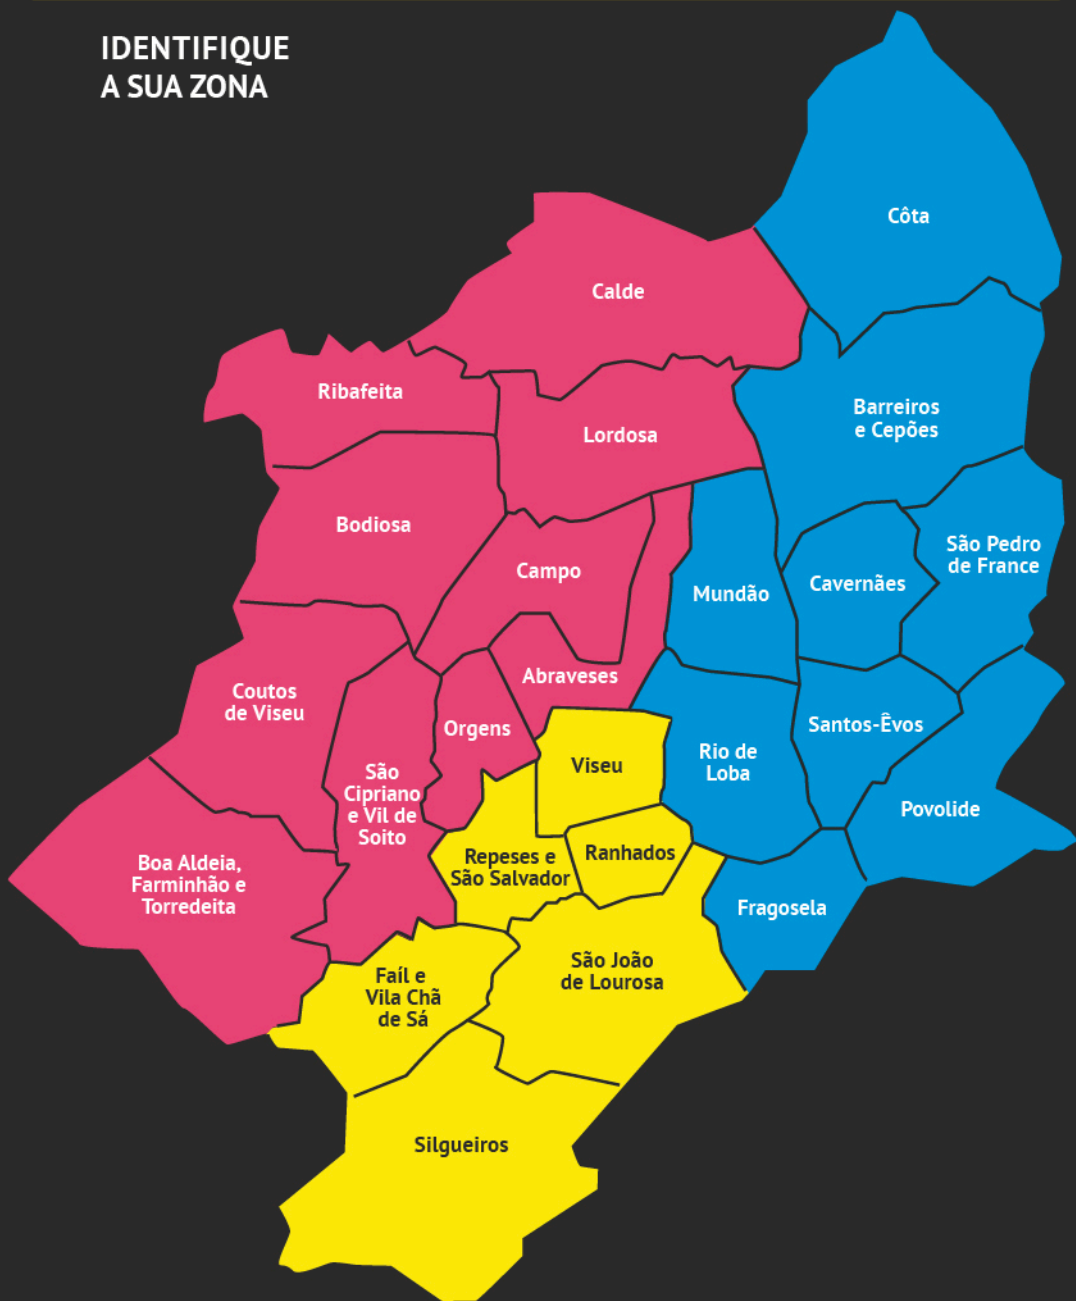 IDENTIFIQUE
A SUA ZONA
Côta
Calde
Ribafeita
Lordosa
Barreiros
e Cepões
Bodiosa
Campo
Mundão
Cavernães
São Pedro
de France
Coutos
de Viseu
Abraveses
Orgens
Santos-Êvos
Viseu
Rio de
Loba
São
Cipriano
e Vil de
Soito
Povolide
Boa Aldeia,
Farminhão e
Torredeita
Repeses e
São Salvador
Ranhados
Fragosela
Faíl e
Vila Chã
de Sá
São João
de Lourosa
Silgueiros